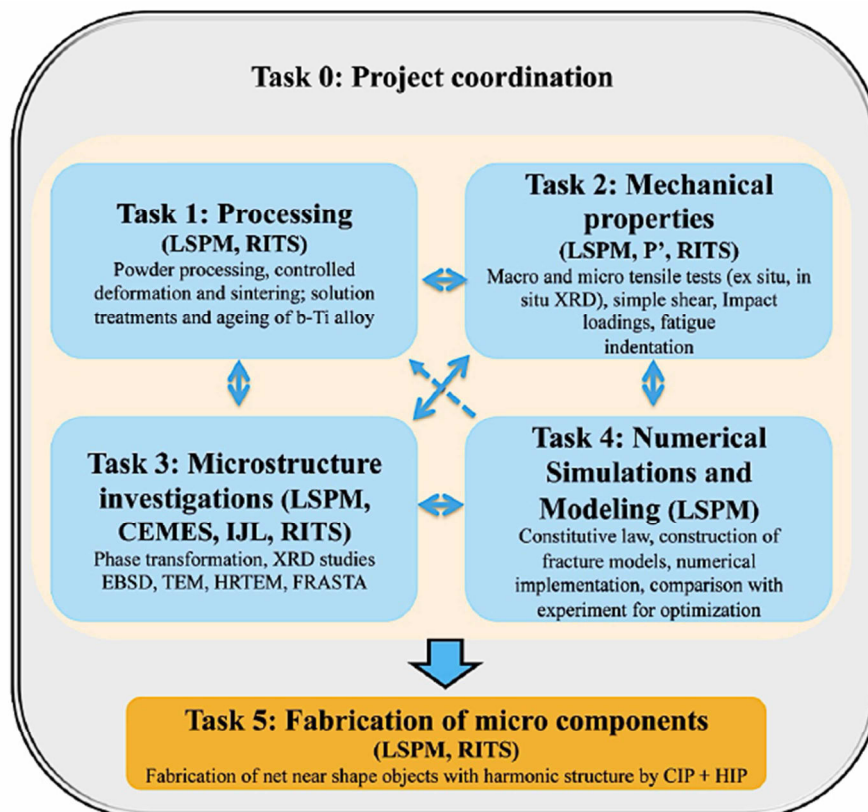 Task 0: Project coordination
Task 1: Processing
(LSPM, RITS)
Powder processing, controlled
deformation and sintering; solution
treatments and ageing of b-Ti alloy
Task 2: Mechanical
properties
(LSPM, P’, RITS)
Macro and micro tensile tests (ex situ, in
situ XRD), simple shear, Impact
loadings, fatigue
indentation
Task 3: Microstructure
investigations (LSPM,
CEMES, IJL, RITS)
Phase transformation, XRD studies
EBSD, TEM, HRTEM, FRASTA
Task 4: Numerical
Simulations and
Modeling (LSPM)
Constitutive law, construction of
fracture models, numerical
implementation, comparison with
experiment for optimization
Task 5: Fabrication of micro components
(LSPM, RITS)
Fabrication of net near shape objects with harmonic structure by CIP + HIP